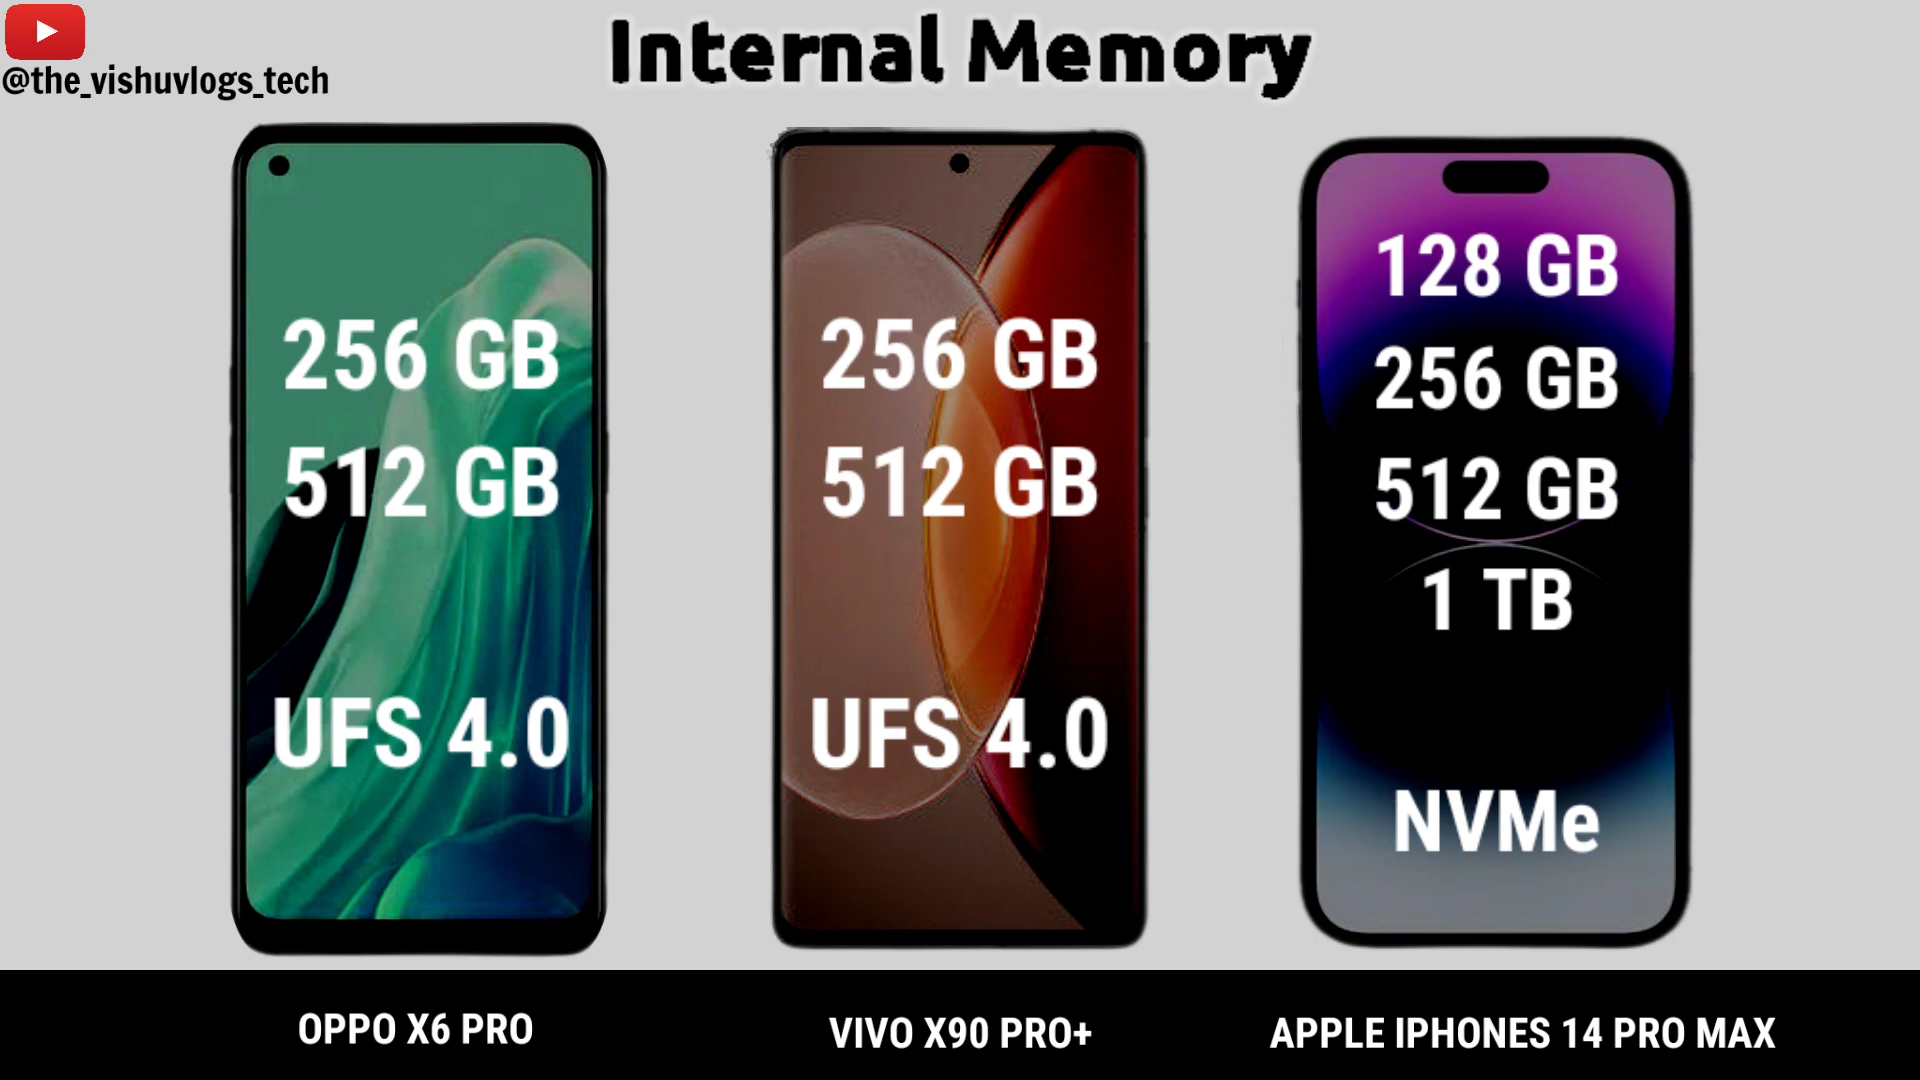 Internal Memory
@the_vishuvlogs_tech
256 GB
512 GB
UFS 4.0
256 GB
512 GB
UFS 4.0
128 GB
256 GB
512 GB
1 TB
NVMe
OPPO X6 PRO
VIVO X90 PRO+
APPLE IPHONES 14 PRO MAX